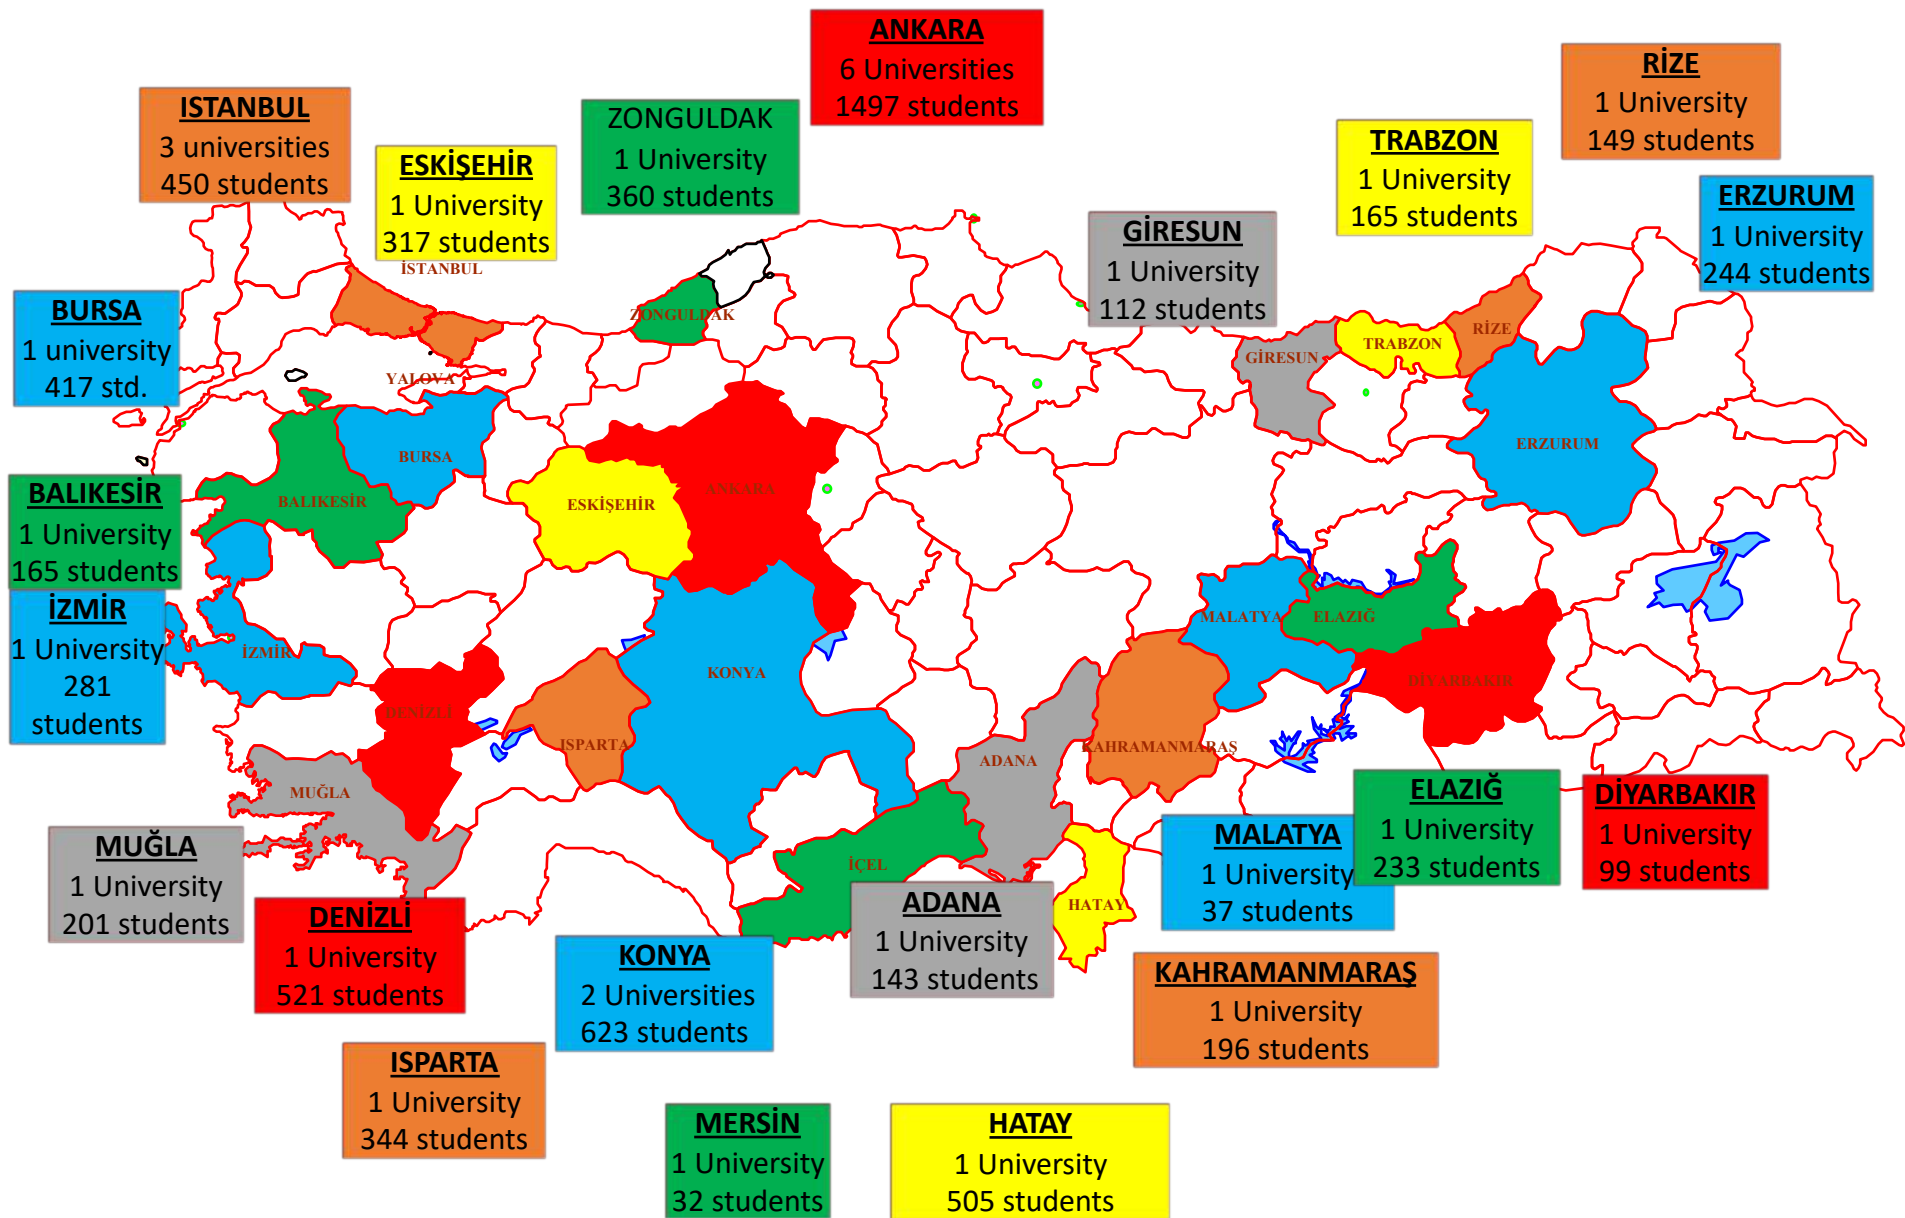 ANKARA
6 Universities
1497 students
RİZE
1 University
149 students
ISTANBUL
3 universities
450 students
ZONGULDAK
1 University
360 students
ESKİŞEHİR
1 University
317 students
TRABZON
1 University
165 students
ERZURUM
1 University
244 students
GİRESUN
1 University
112 students
BURSA
1 university
417 std.
İSTANBUL
ZONGULDAK
YALOVA
GİRESUN
TRABZON
RİZE
BURSA
ERZURUM
BALIKESİR
1 University
165 students
BALIKESİR
ESKİŞEHİR
ANKARA
İZMİR
1 University
281
students
İZMİR
MALATYA
ELAZIĞ
KONYA
DİYARBAKIR
DENİZLİ
ISPARTA
ADANA
KAHRAMANMARAŞ
MUĞLA
İÇEL
HATAY
MUĞLA
1 University
201 students
DENİZLİ
1 University
521 students
KONYA
2 Universities
623 students
ADANA
1 University
143 students
MALATYA
1 University
37 students
ELAZIĞ
1 University
233 students
DİYARBAKIR
1 University
99 students
KAHRAMANMARAŞ
1 University
196 students
ISPARTA
1 University
344 students
MERSİN
1 University
32 students
HATAY
1 University
505 students